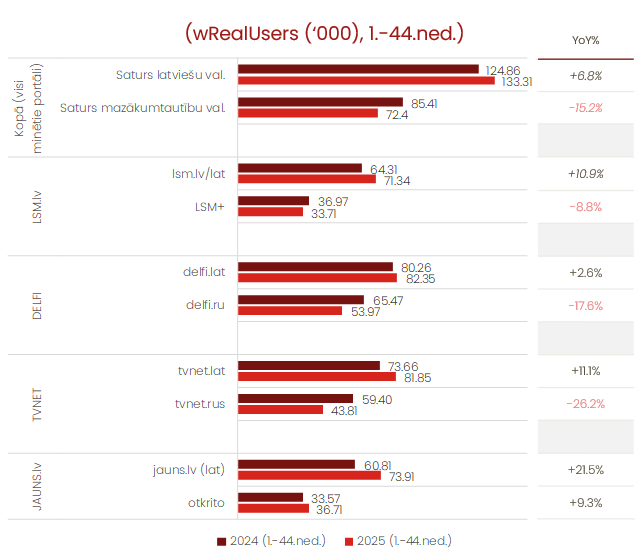 (wRealUsers (‘000), 1.-44.ned.)
YoY%
Kopā (visi
minētie portāli)
Saturs latviešu val.
124.86
133.31
+6.8%
Saturs mazākumtautību val.
85.41
72.4
-15.2%
LSM.lv
lsm.lv/lat
64.31
71.34
+10.9%
LSM+
36.97
33.71
-8.8%
DELFI
delfi.lat
80.26
82.35
+2.6%
delfi.ru
65.47
53.97
-17.6%
TVNET
tvnet.lat
73.66
81.85
+11.1%
tvnet.rus
59.40
43.81
-26.2%
JAUNS.lv
jauns.lv (lat)
60.81
73.91
+21.5%
otkrito
33.57
36.71
+9.3%
2024 (1.-44.ned.)
2025 (1.-44.ned.)